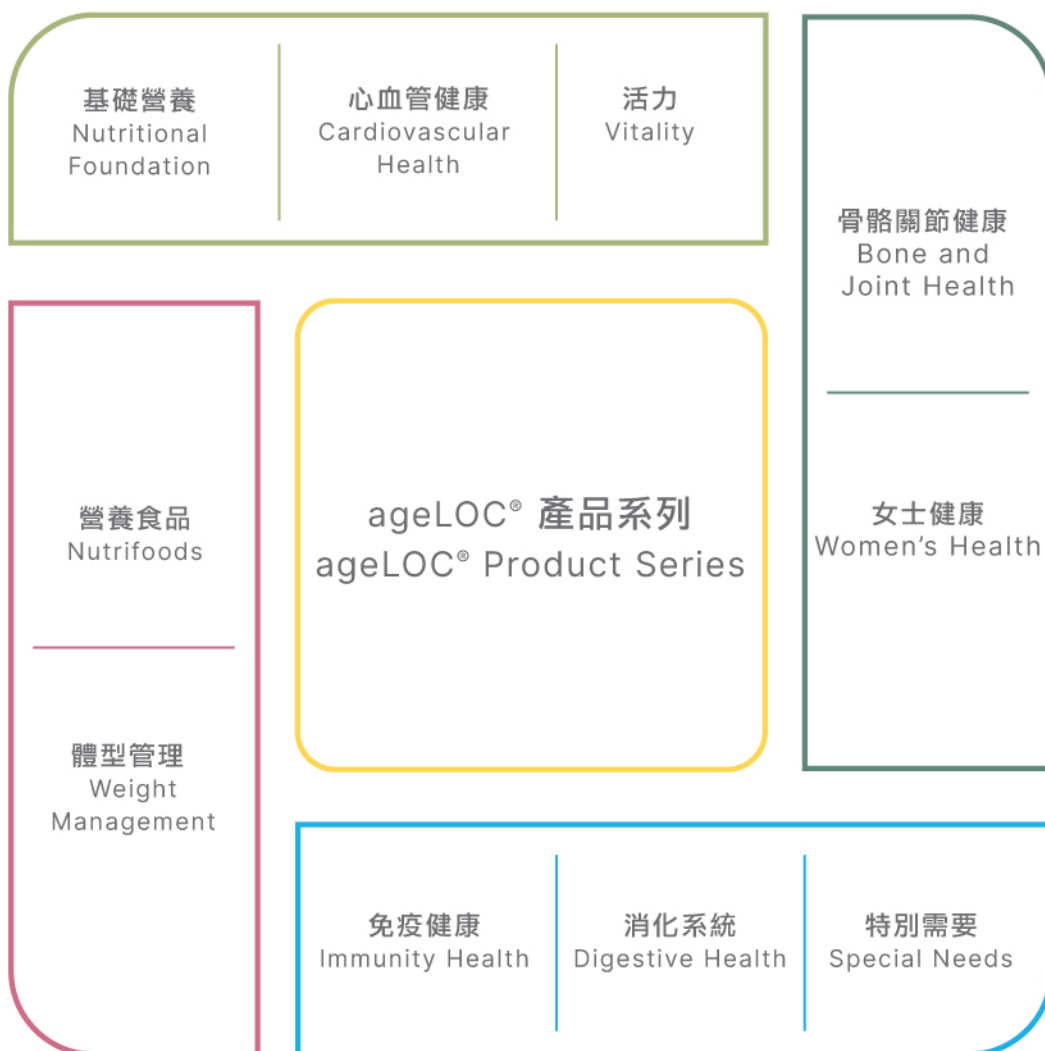 基礎營養
Nutritional
Foundation
心血管健康
Cardiovascular
Health
活力
Vitality
骨骼關節健康
Bone and
Joint Health
女士健康
Women's Health
營養食品
Nutrifoods
體型管理
Weight
Management
ageLOC® 產品系列
ageLOC® Product Series
免疫健康
Immunity Health
消化系統
Digestive Health
特別需要
Special Needs